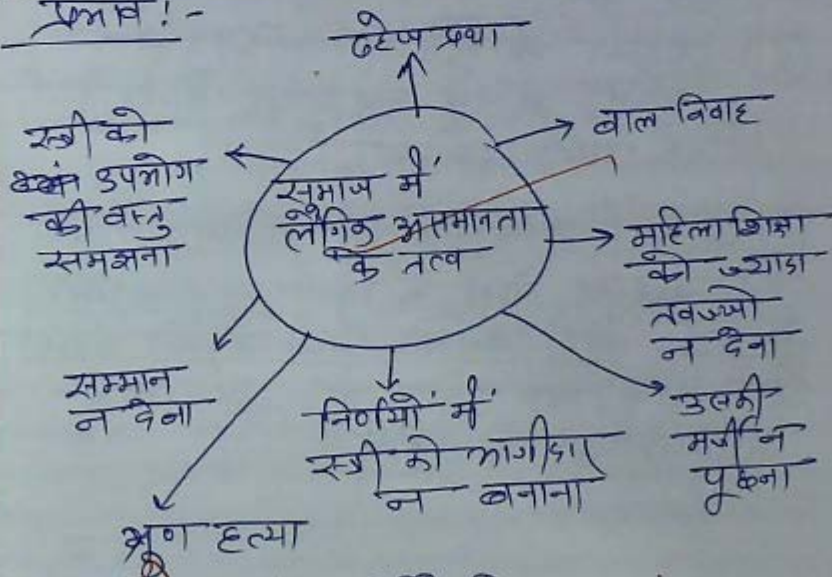 प्रभाव :-
दहेज प्रथा
बाल विवाह
स्त्री को
उपभोग
की वस्तु
समझना
समाज में
लैंगिक असमानता
के तत्व
महिला शिक्षा
को ज्यादा
तवज्जो
न देना
सम्मान
न देना
निर्णयों में
स्त्री को भागीदार
न बनाना
उसकी
मर्जी न
पूछना
भ्रूण हत्या